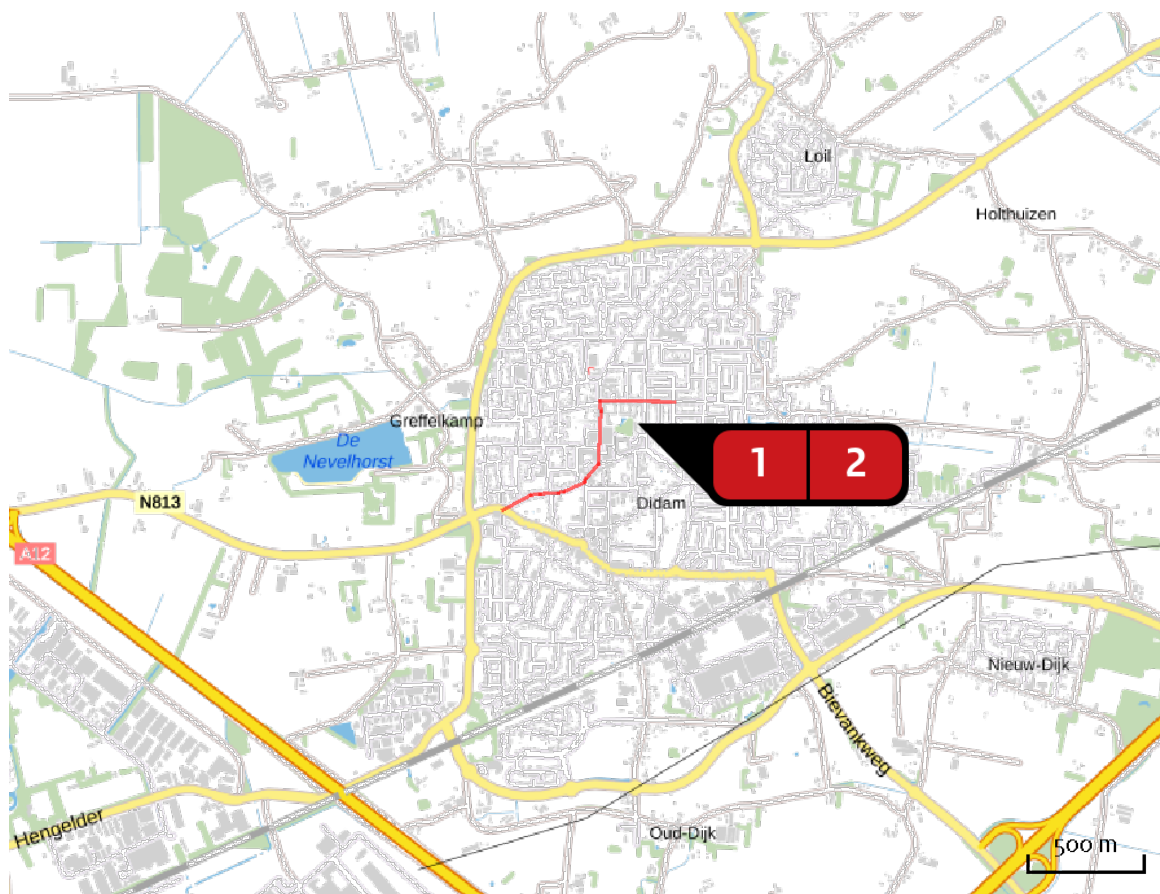 Loil
Holthuizen
Greffelkamp
De
Nevelhorst
1 2
N813
Didam
A12
Nieuw-Dijk
Bievankweg
Hengelder
Oud-Dijk
500 m